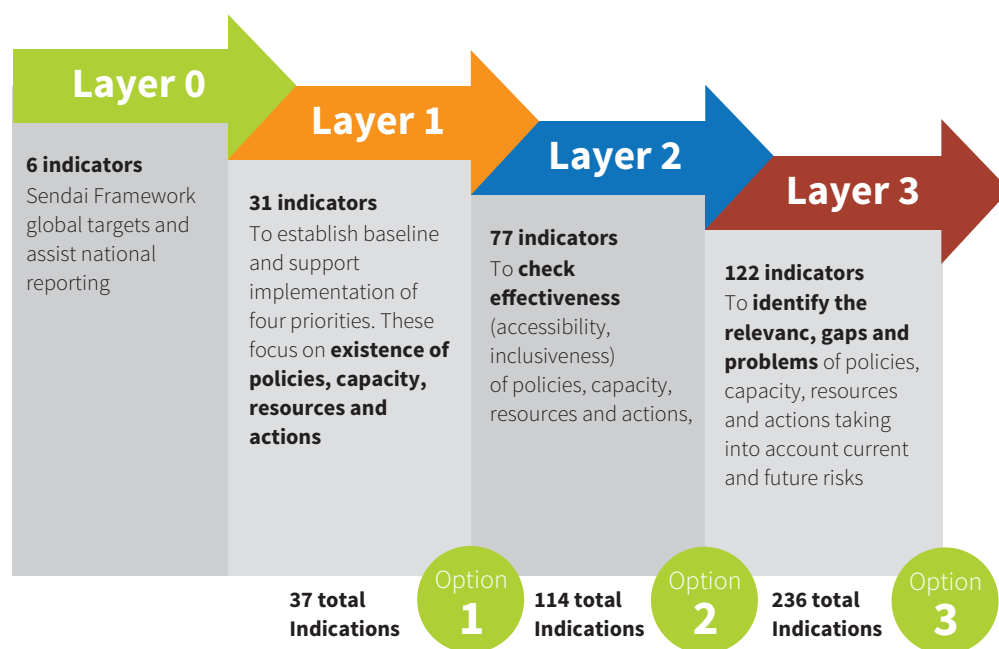 Layer 0
6 indicators
Sendai Framework
global targets and
assist national
reporting
Layer 1
31 indicators
To establish baseline
and support
implementation of
four priorities. These
focus on existence of
policies, capacity,
resources and
actions
Layer 2
77 indicators
To check
effectiveness
(accessibility,
inclusiveness)
of policies, capacity,
resources and actions,
Layer 3
122 indicators
To identify the
relevanc, gaps and
problems of policies,
capacity, resources
and actions taking
into account current
and future risks
37 total
Indications
Option
1
114 total
Indications
Option
2
236 total
Indications
Option
3